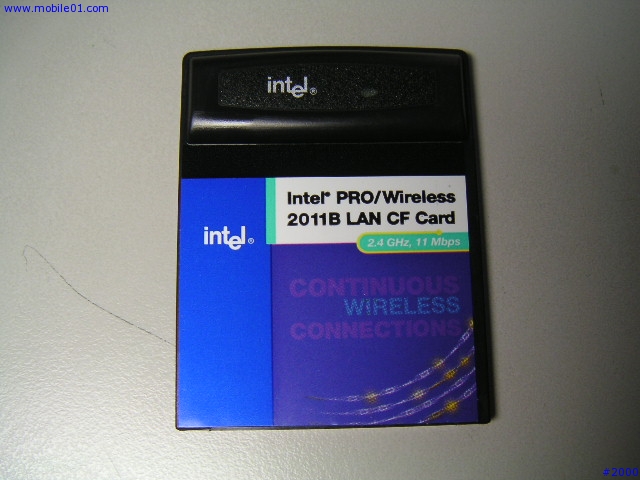 www.mobile01.com
intel®
Intel® PRO/Wireless
2011B LAN CF Card
intel®
2.4 GHz, 11 Mbps
CONTINUOUS
WIRELESS
CONNECTIONS
#2000